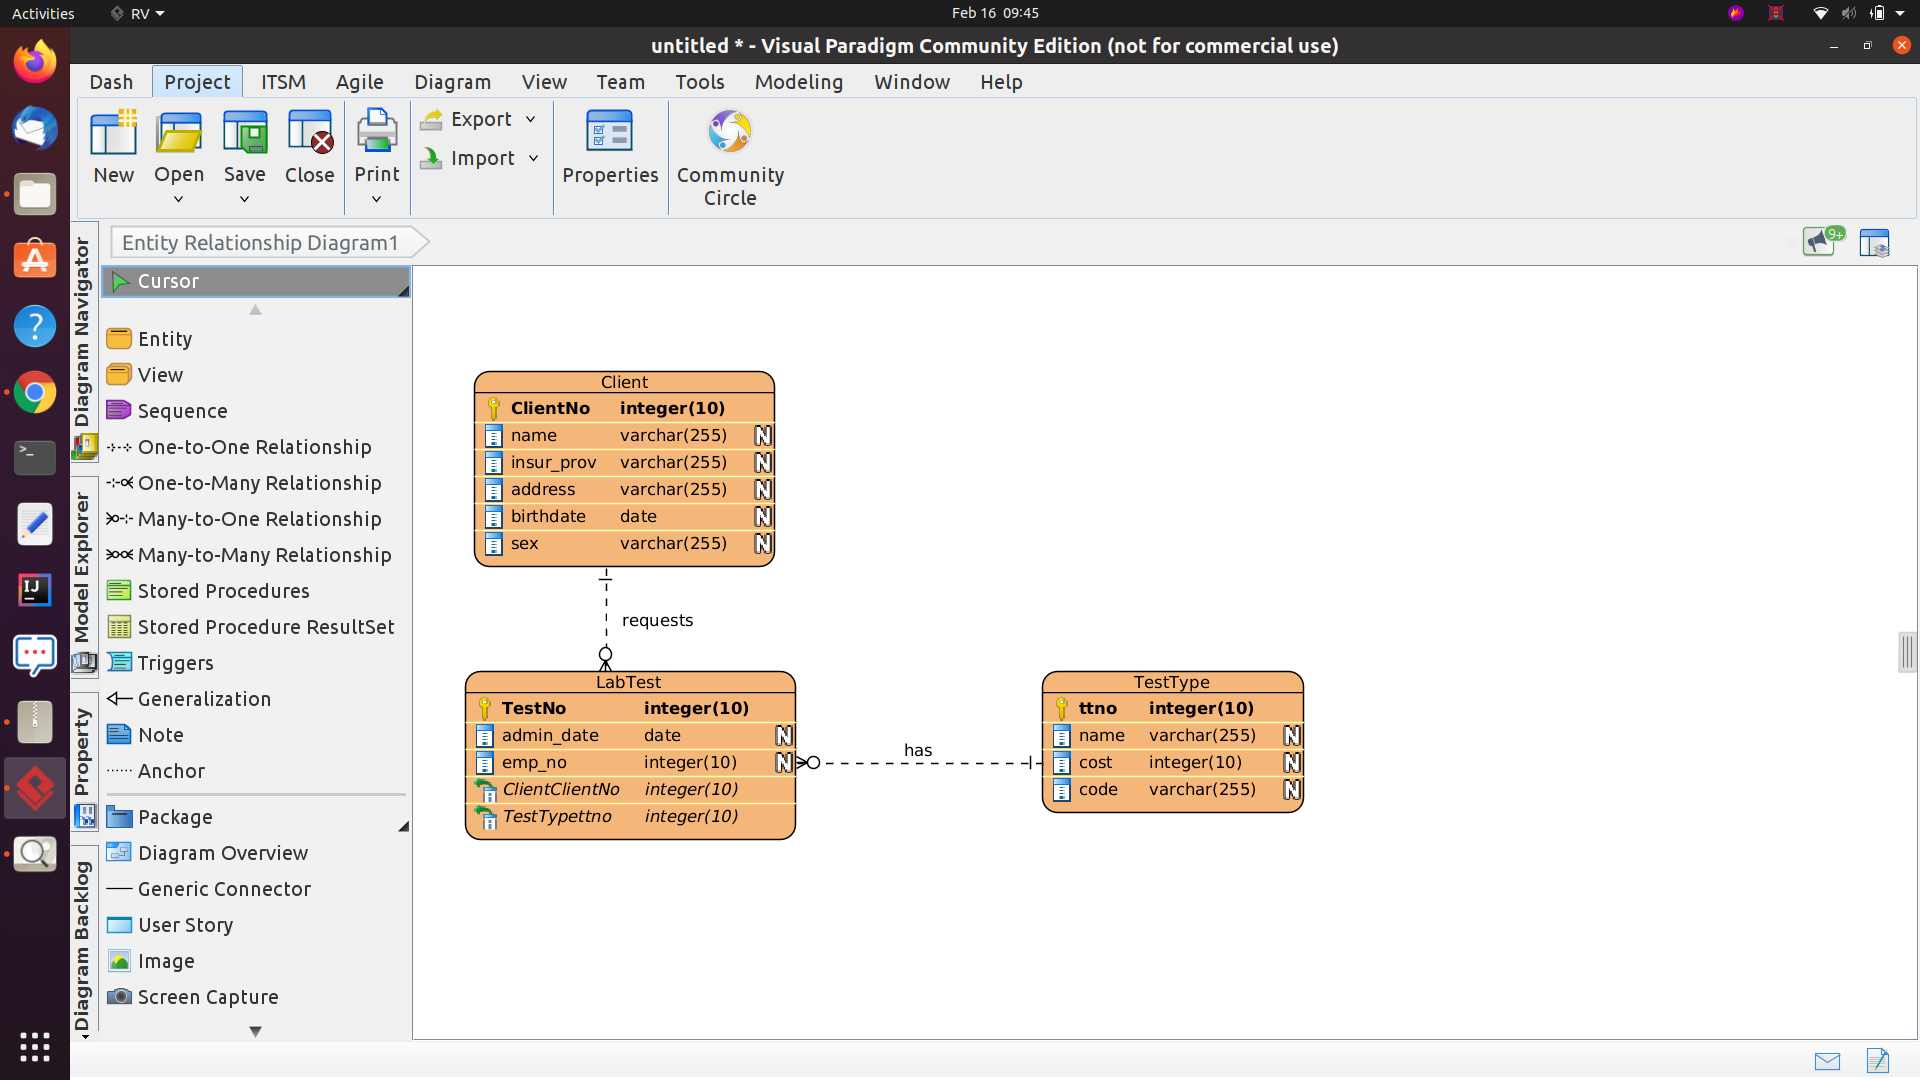 Activities
RV
Feb 16 09:45
untitled * - Visual Paradigm Community Edition (not for commercial use)
Dash Project ITSM Agile Diagram View Team Tools Modeling Window Help
New
Open
Save
Close
Print
Export
Import
Properties
Community
Circle
Diagram Navigator
Model Explorer
Property
Diagram Backlog
Entity Relationship Diagram1
9+
Cursor
Entity
View
Sequence
One-to-One Relationship
One-to-Many Relationship
Many-to-One Relationship
Many-to-Many Relationship
Stored Procedures
Stored Procedure ResultSet
Triggers
Generalization
Note
Anchor
Package
Diagram Overview
Generic Connector
User Story
Image
Screen Capture
Client
ClientNo integer(10)
name varchar(255) N
insur_prov varchar(255) N
address varchar(255) N
birthdate date N
sex varchar(255) N
requests
LabTest
TestNo integer(10)
admin_date date N
emp_no integer(10) N
ClientClientNo integer(10)
TestTypettno integer(10)
has
TestType
ttno integer(10)
name varchar(255) N
cost integer(10) N
code varchar(255) N
IJ
>_
?